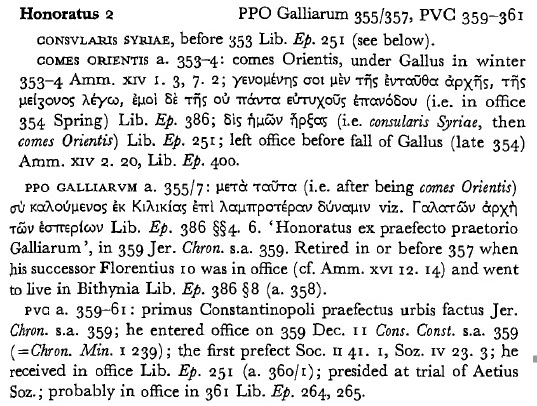 Honoratus 2 PPO Galliarum 355/357, PVC 359–361
CONSVLARIS SYRIAE, before 353 Lib. Ep. 251 (see below).
COMES ORIENTIS a. 353–4: comes Orientis, under Gallus in winter
353–4 Amm. XIV 1. 3, 7. 2; γενομένης σοι μὲν τῆς ἐνταῦθα ἀρχῆς, τῆς
μείζονος λέγω, ἐμοὶ δὲ τῆς οὐ πάντα εὐτυχοῦς ἐπανόδου (i.e. in office
354 Spring) Lib. Ep. 386; δὶς ἡμῶν ἦρξας (i.e. consularis Syriae, then
comes Orientis) Lib. Ep. 251; left office before fall of Gallus (late 354)
Amm. XIV 2. 20, Lib. Ep. 400.
PPO GALLIARVM a. 355/7: μετὰ ταῦτα (i.e. after being comes Orientis)
σὺ καλούμενος ἐκ Κιλικίας ἐπὶ λαμπροτέραν δύναμιν viz. Γαλατῶν ἀρχὴ
τῶν ἑσπερίων Lib. Ep. 386 §§4. 6. ‘Honoratus ex praefecto praetorio
Galliarum’, in 359 Jer. Chron. s.a. 359. Retired in or before 357 when
his successor Florentius 10 was in office (cf. Amm. XVI 12. 14) and went
to live in Bithynia Lib. Ep. 386 §8 (a. 358).
PVC a. 359–61: primus Constantinopoli praefectus urbis factus Jer.
Chron. s.a. 359; he entered office on 359 Dec. 11 Cons. Const. s.a. 359
(=Chron. Min. I 239); the first prefect Soc. II 41. 1, Soz. IV 23. 3; he
received in office Lib. Ep. 251 (a. 360/1); presided at trial of Aetius
Soz.; probably in office in 361 Lib. Ep. 264, 265.